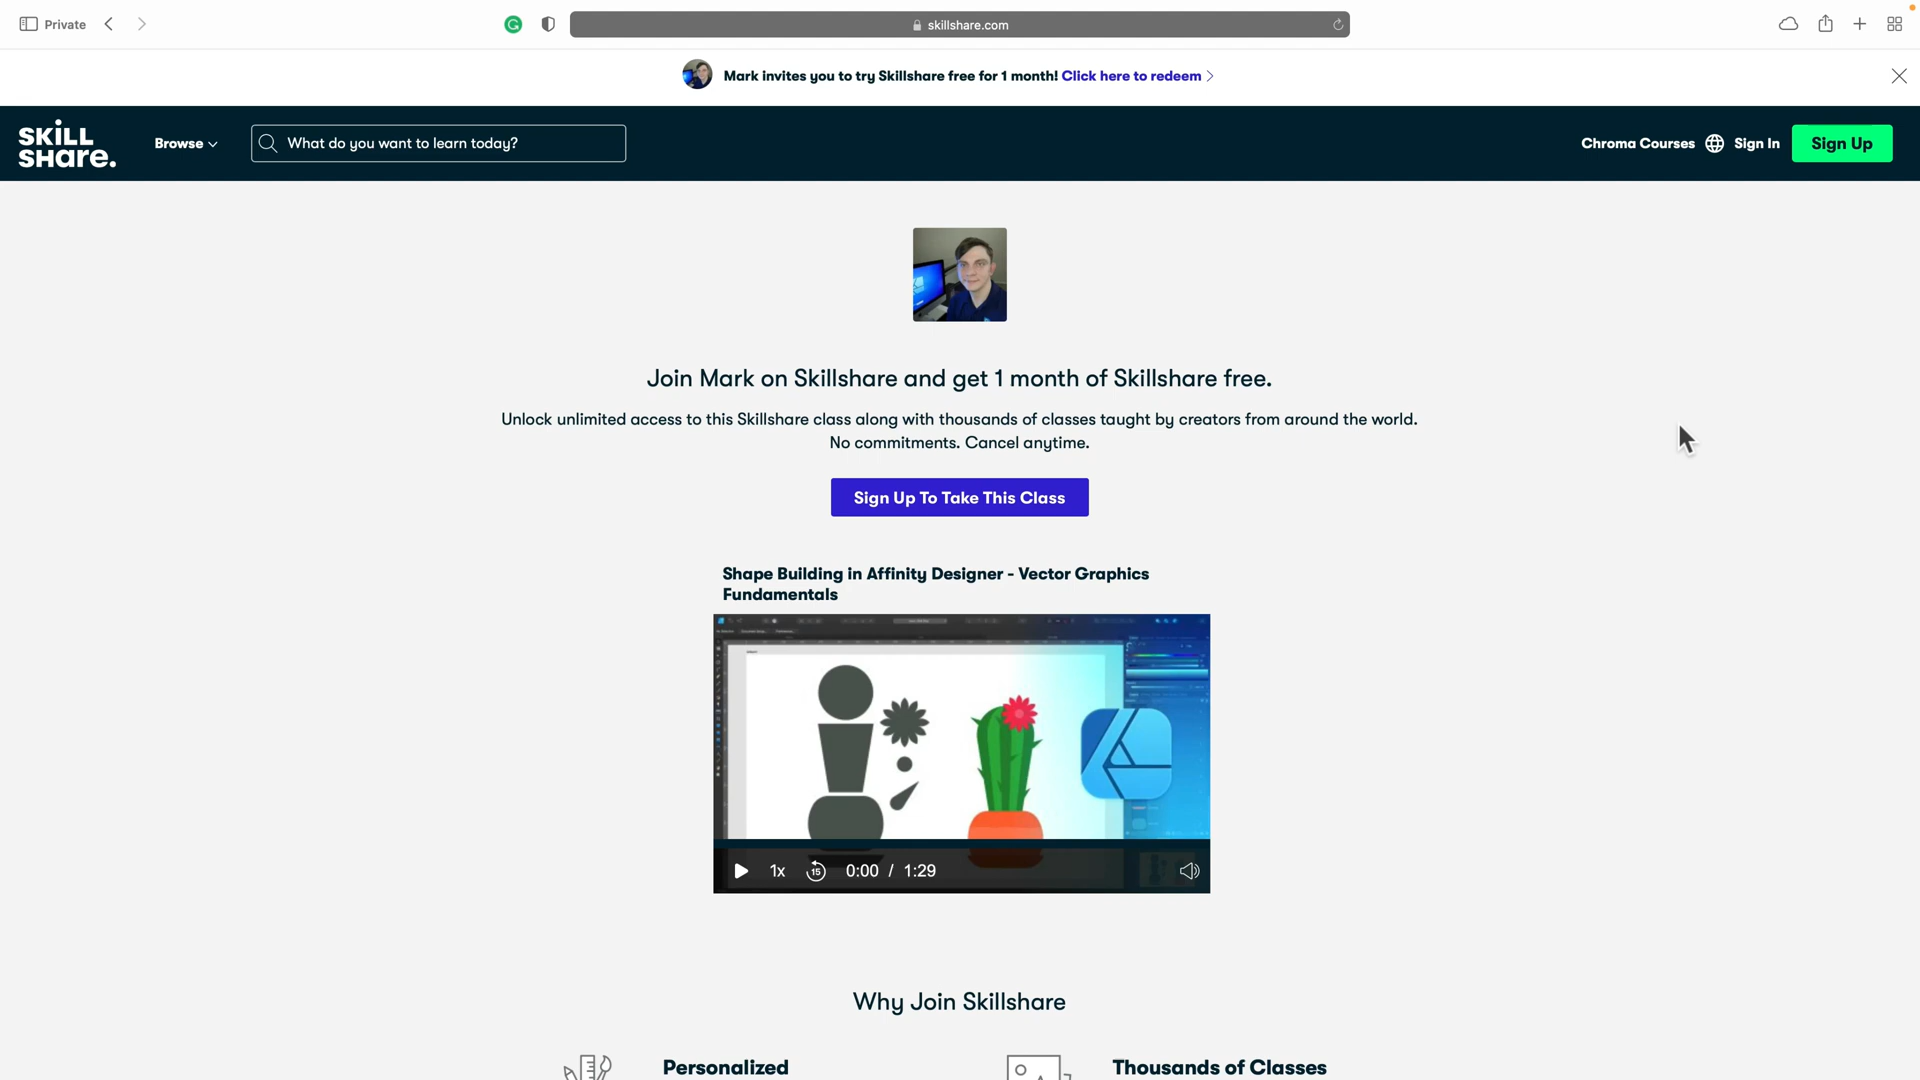 Private
skillshare.com
Mark invites you to try Skillshare free for 1 month! Click here to redeem
SKILL
SHare.
Browse
What do you want to learn today?
Chroma Courses
Sign In
Sign Up
Join Mark on Skillshare and get 1 month of Skillshare free.
Unlock unlimited access to this Skillshare class along with thousands of classes taught by creators from around the world.
No commitments. Cancel anytime.
Sign Up To Take This Class
Shape Building in Affinity Designer - Vector Graphics
Fundamentals
1x
15
0:00 / 1:29
Why Join Skillshare
Personalized
Thousands of Classes